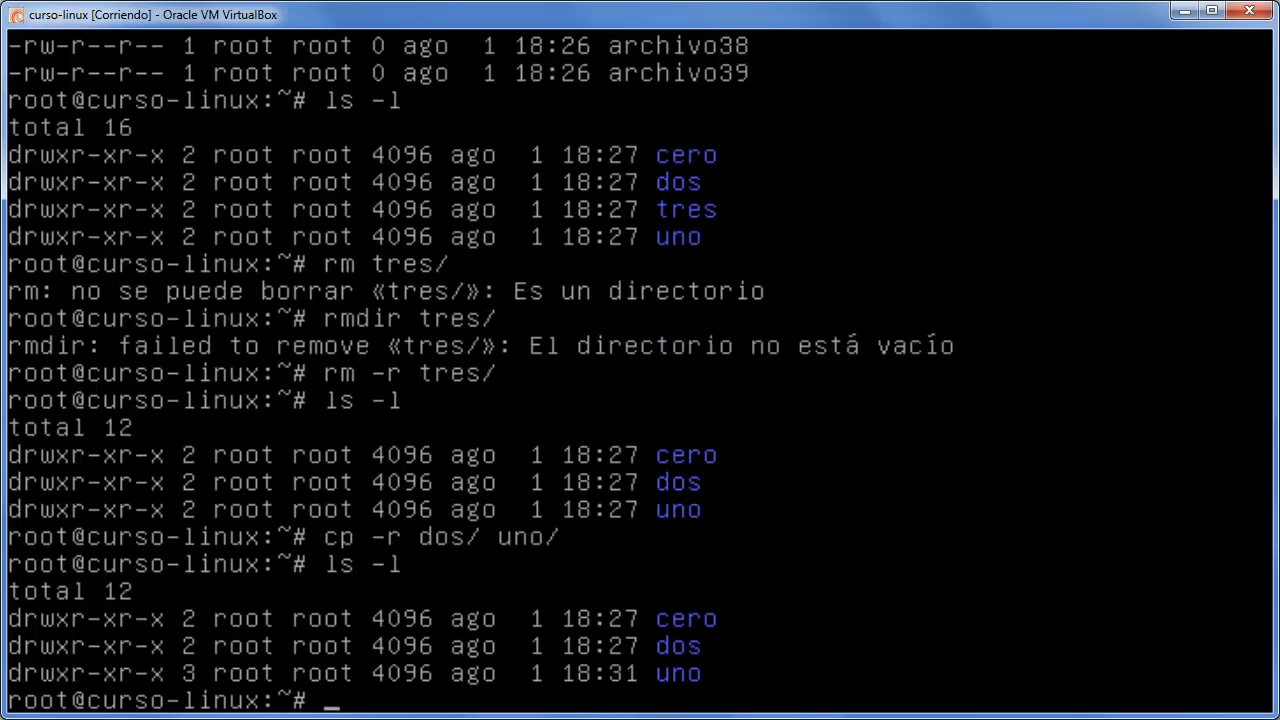 curso-linux [Corriendo] - Oracle VM VirtualBox
-rw-r--r-- 1 root root 0 ago  1 18:26 archivo38
-rw-r--r-- 1 root root 0 ago  1 18:26 archivo39
root@curso-linux:~# ls -l
total 16
drwxr-xr-x 2 root root 4096 ago  1 18:27 cero
drwxr-xr-x 2 root root 4096 ago  1 18:27 dos
drwxr-xr-x 2 root root 4096 ago  1 18:27 tres
drwxr-xr-x 2 root root 4096 ago  1 18:27 uno
root@curso-linux:~# rm tres/
rm: no se puede borrar «tres/»: Es un directorio
root@curso-linux:~# rmdir tres/
rmdir: failed to remove «tres/»: El directorio no está vacío
root@curso-linux:~# rm -r tres/
root@curso-linux:~# ls -l
total 12
drwxr-xr-x 2 root root 4096 ago  1 18:27 cero
drwxr-xr-x 2 root root 4096 ago  1 18:27 dos
drwxr-xr-x 2 root root 4096 ago  1 18:27 uno
root@curso-linux:~# cp -r dos/ uno/
root@curso-linux:~# ls -l
total 12
drwxr-xr-x 2 root root 4096 ago  1 18:27 cero
drwxr-xr-x 2 root root 4096 ago  1 18:27 dos
drwxr-xr-x 3 root root 4096 ago  1 18:31 uno
root@curso-linux:~# _